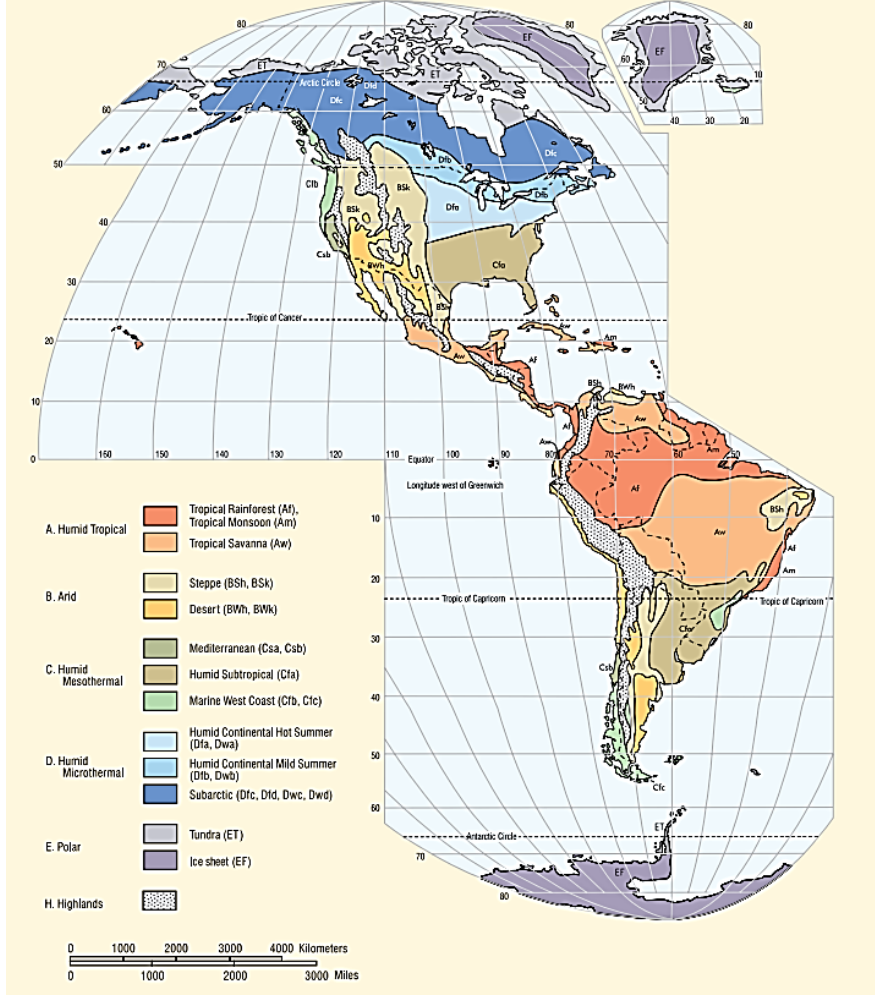 80
80
80
EF
EF
60
70
ET
ET
Arctic Circle
Dfd
Dfc
10
60
50
40
30
20
Dfc
50
Dfb
Cfb
BSk
Dfb
BSk
Dfa
40
Csb
Cfa
BWh
30
BSh
Tropic of Cancer
Aw
Am
20
Aw
Af
BSh
BWh
10
Aw
Af
Aw
Am
0
150
150
140
130
120
110
100
90
80
70
60
50
Equator
Longitude west of Greenwich
Af
BSh
10
Aw
Af
Am
20
Tropic of Capricorn
Tropic of Capricorn
Cfa
30
Csb
40
50
Cfc
60
ET
Antarctic Circle
70
EF
80
A. Humid Tropical
Tropical Rainforest (Af),
Tropical Monsoon (Am)
Tropical Savanna (Aw)
B. Arid
Steppe (BSh, BSk)
Desert (BWh, BWk)
C. Humid
Mesothermal
Mediterranean (Csa, Csb)
Humid Subtropical (Cfa)
Marine West Coast (Cfb, Cfc)
D. Humid
Microthermal
Humid Continental Hot Summer
(Dfa, Dwa)
Humid Continental Mild Summer
(Dfb, Dwb)
Subarctic (Dfc, Dfd, Dwc, Dwd)
E. Polar
Tundra (ET)
Ice sheet (EF)
H. Highlands
0 1000 2000 3000 4000 Kilometers
0 1000 2000 3000 Miles